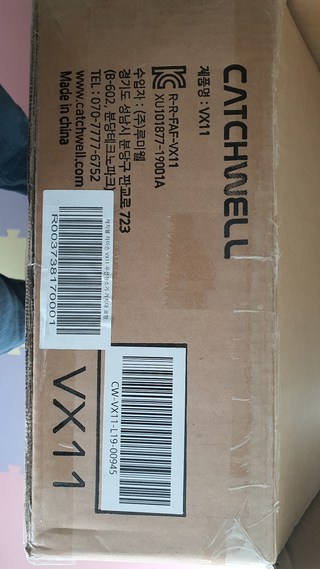 CATCHWELL
제품명 : VX11
R-R-FAF-VX11
XU101877-19001A
수입자 : (주)루미웰
경기도 성남시 분당구 판교로 723
(B-602, 분당테크노파크)
TEL : 070-7777-6752
www.catchwell.com
Made in china
R003738170001
CW-VX11-L19-00945
VX11